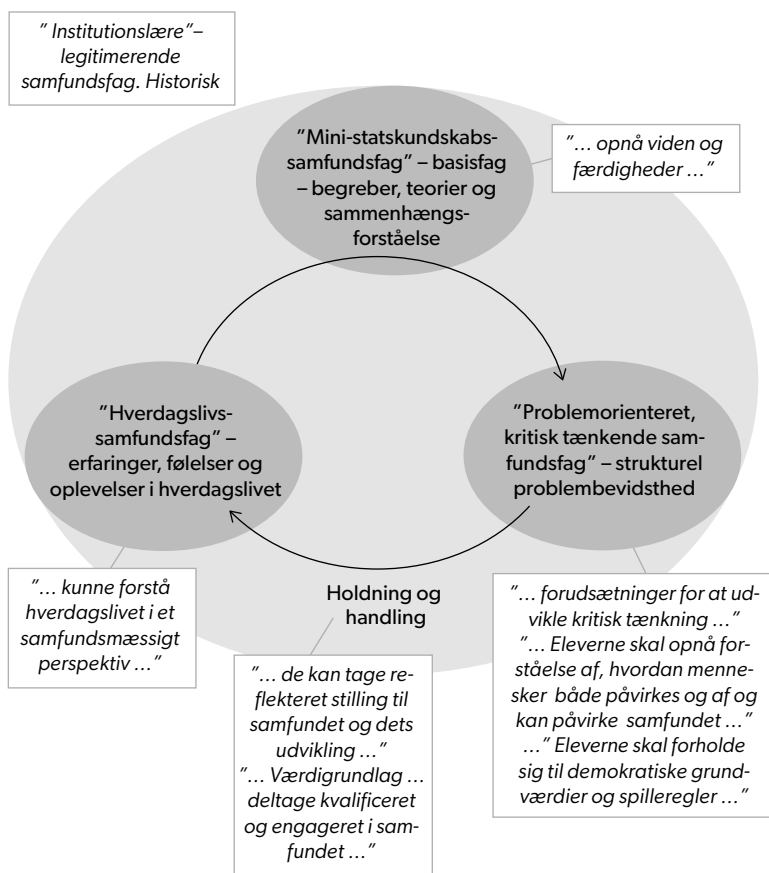 ” Institutionslære”–
legitimerende
samfundsfag. Historisk
”Mini-statskundskabs-
samfundsfag” – basisfag
– begreber, teorier og
sammenhængs-
forståelse
”… opnå viden og
færdigheder …”
”Hverdagslivs-
samfundsfag” –
erfaringer, følelser og
oplevelser i hverdagslivet
”Problemorienteret,
kritisk tænkende sam-
fundsfag” – strukturel
problembevidsthed
”… kunne forstå
hverdagslivet i et
samfundsmæssigt
perspektiv …”
Holdning og
handling
”… de kan tage re-
flekteret stilling til
samfundet og dets
udvikling …”
”… Værdigrundlag …
deltage kvalificeret
og engageret i sam-
fundet …”
”… forudsætninger for at ud-
vikle kritisk tænkning …”
”… Eleverne skal opnå for-
ståelse af, hvordan menne-
sker både påvirkes og af og
kan påvirke samfundet …”
…” Eleverne skal forholde
sig til demokratiske grund-
værdier og spilleregler …”